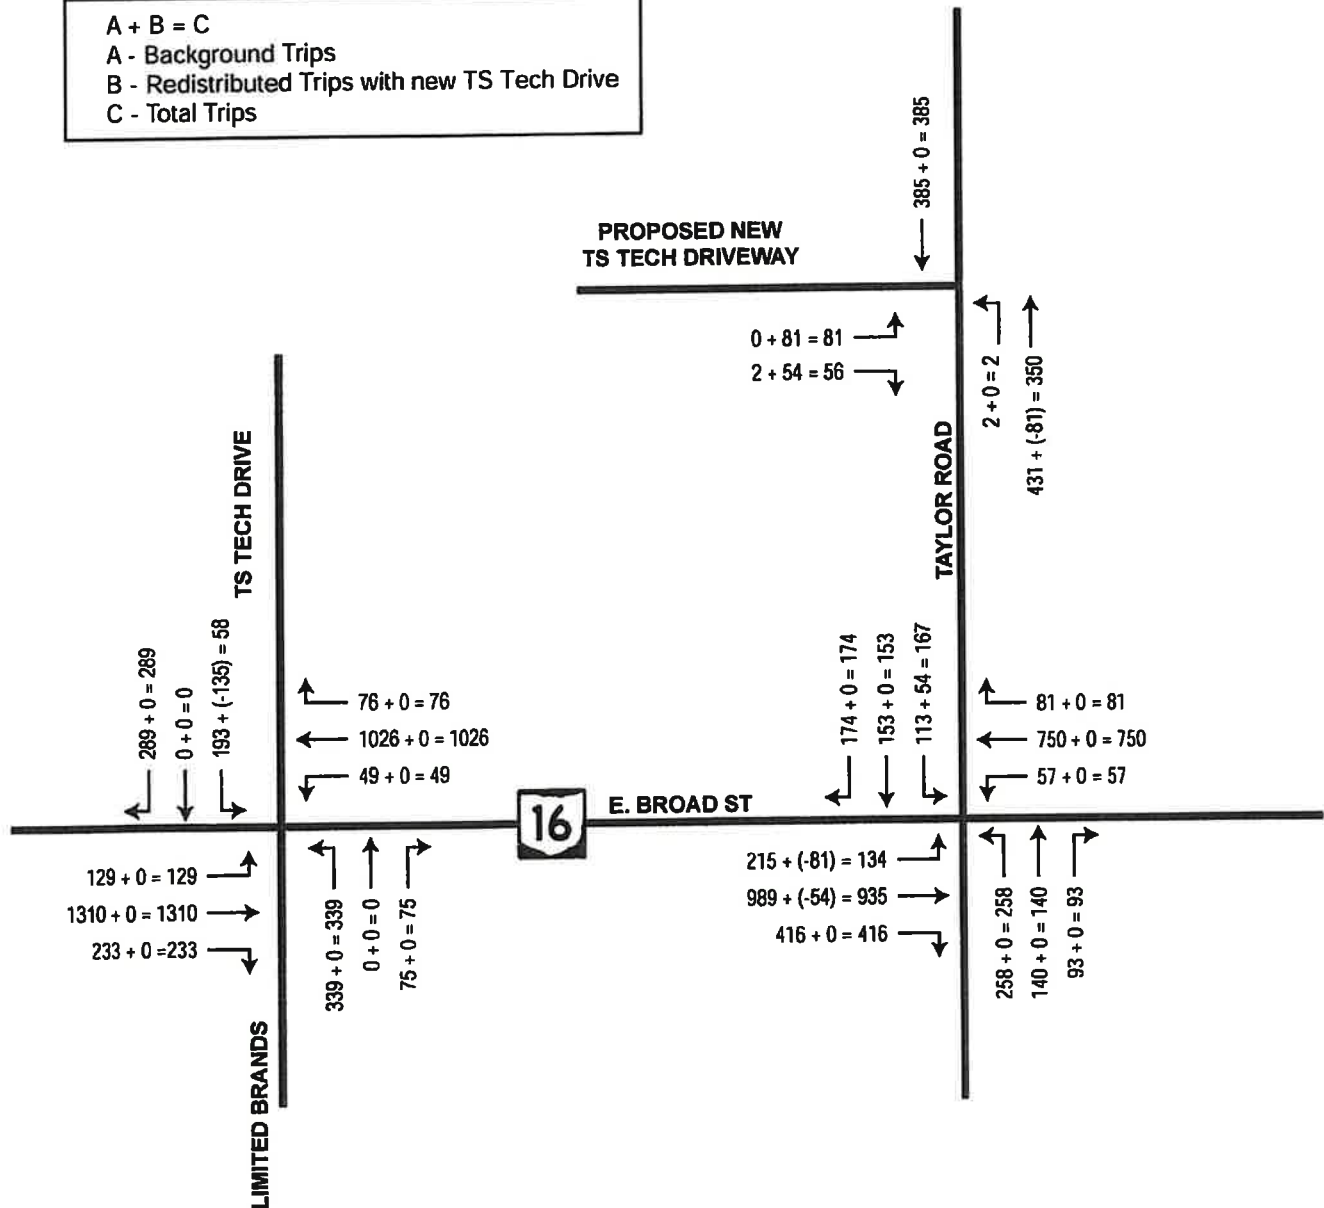 A + B = C
A - Background Trips
B - Redistributed Trips with new TS Tech Drive
C - Total Trips
385 + 0 = 385
PROPOSED NEW
TS TECH DRIVEWAY
0 + 81 = 81
2 + 54 = 56
2 + 0 = 2
431 + (-81) = 350
TAYLOR ROAD
TS TECH DRIVE
289 + 0 = 289
0 + 0 = 0
193 + (-135) = 58
76 + 0 = 76
1026 + 0 = 1026
49 + 0 = 49
174 + 0 = 174
153 + 0 = 153
113 + 54 = 167
81 + 0 = 81
750 + 0 = 750
57 + 0 = 57
16
E. BROAD ST
129 + 0 = 129
1310 + 0 = 1310
233 + 0 =233
339 + 0 = 339
0 + 0 = 0
75 + 0 = 75
215 + (-81) = 134
989 + (-54) = 935
416 + 0 = 416
258 + 0 = 258
140 + 0 = 140
93 + 0 = 93
LIMITED BRANDS